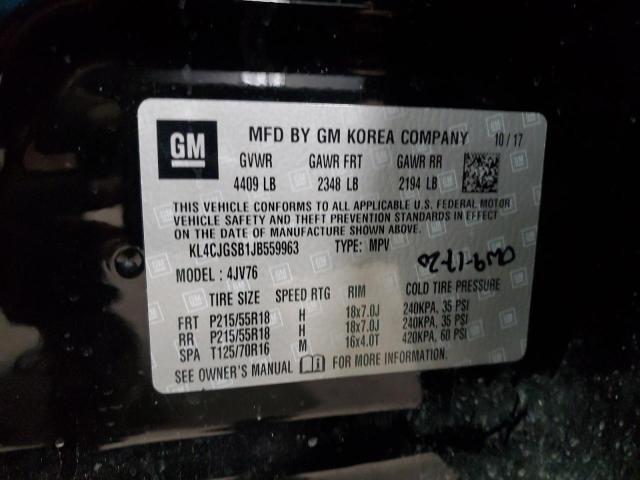 GM MFD BY GM KOREA COMPANY 10/17
GVWR GAWR FRT GAWR RR
4409 LB 2348 LB 2194 LB
THIS VEHICLE CONFORMS TO ALL APPLICABLE U.S. FEDERAL MOTOR
VEHICLE SAFETY AND THEFT PREVENTION STANDARDS IN EFFECT
ON THE DATE OF MANUFACTURE SHOWN ABOVE.
KL4CJGSB1JB559963 TYPE: MPV
MODEL: 4JV76
TIRE SIZE SPEED RTG RIM COLD TIRE PRESSURE
FRT P215/55R18 H 18x7.0J 240KPA, 35 PSI
RR P215/55R18 H 18x7.0J 240KPA, 35 PSI
SPA T125/70R16 M 16x4.0T 420KPA, 60 PSI
SEE OWNER'S MANUAL FOR MORE INFORMATION.